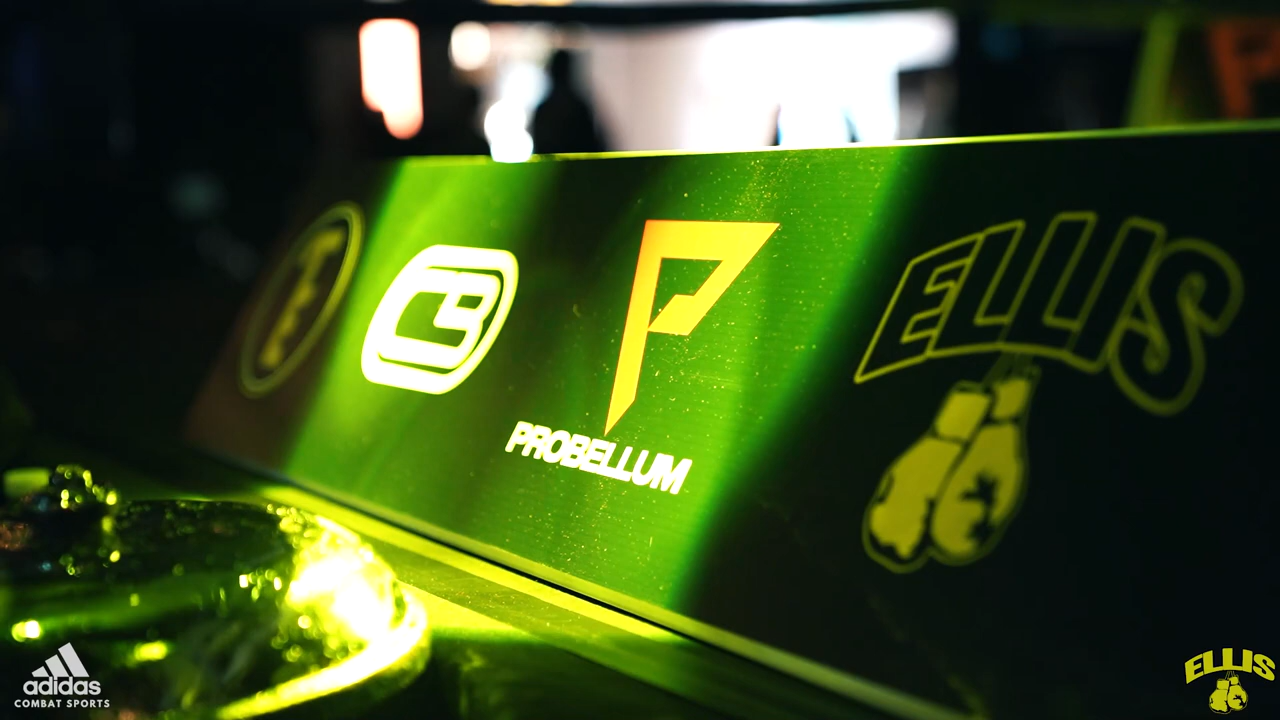 PROBELLUM
ELLIS
adidas
COMBAT SPORTS
ELLIS